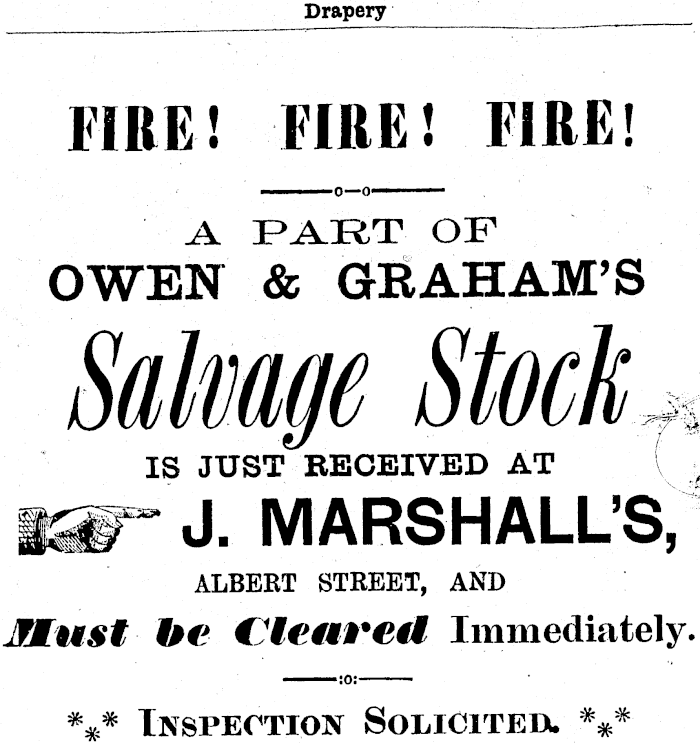 Drapery
FIRE! FIRE! FIRE!
A PART OF
OWEN & GRAHAM'S
Salvage Stock
IS JUST RECEIVED AT
J. MARSHALL'S,
ALBERT STREET, AND
Must be Cleared Immediately.
:o:
⁂ INSPECTION SOLICITED. ⁂